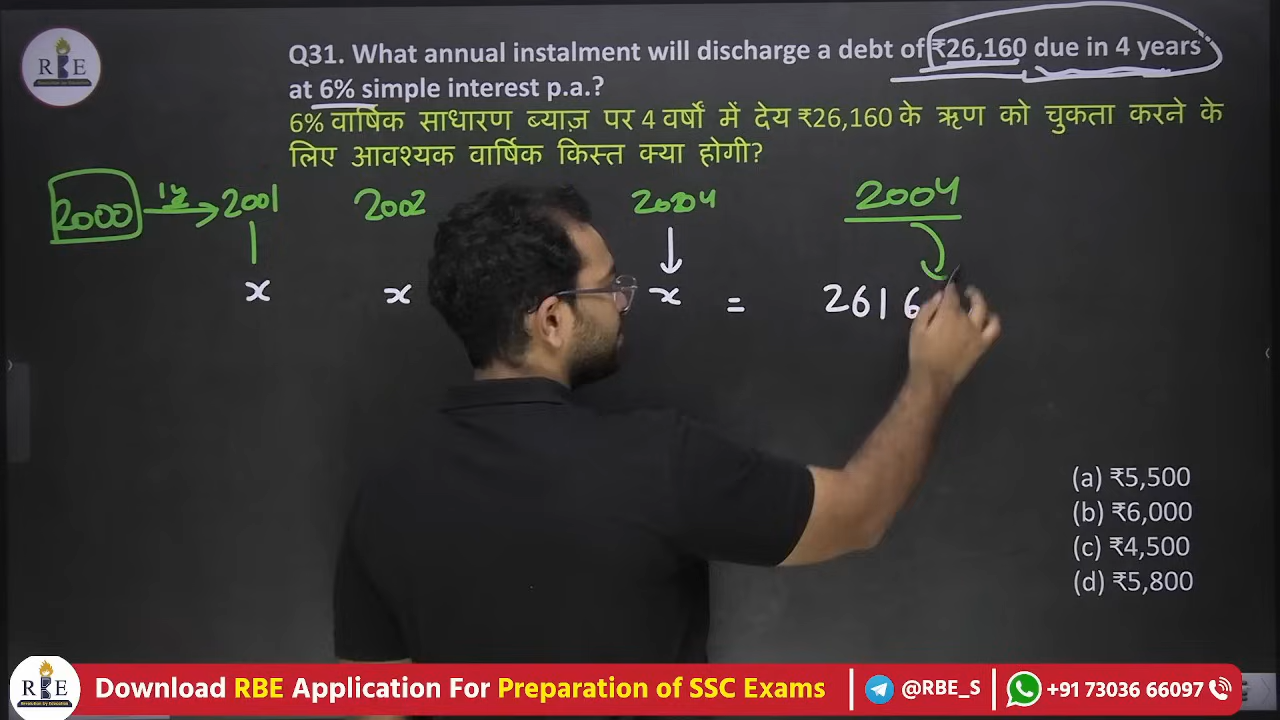 RBE
Q31. What annual instalment will discharge a debt of ₹26,160 due in 4 years
at 6% simple interest p.a.?
6% वार्षिक साधारण ब्याज़ पर 4 वर्षों में देय ₹26,160 के ऋण को चुकता करने के
लिए आवश्यक वार्षिक किस्त क्या होगी?
2000 1y 2001 2002 2004 2004
x x x = 2616
(a) ₹5,500
(b) ₹6,000
(c) ₹4,500
(d) ₹5,800
RBE Download RBE Application For Preparation of SSC Exams @RBE_S +91 73036 66097